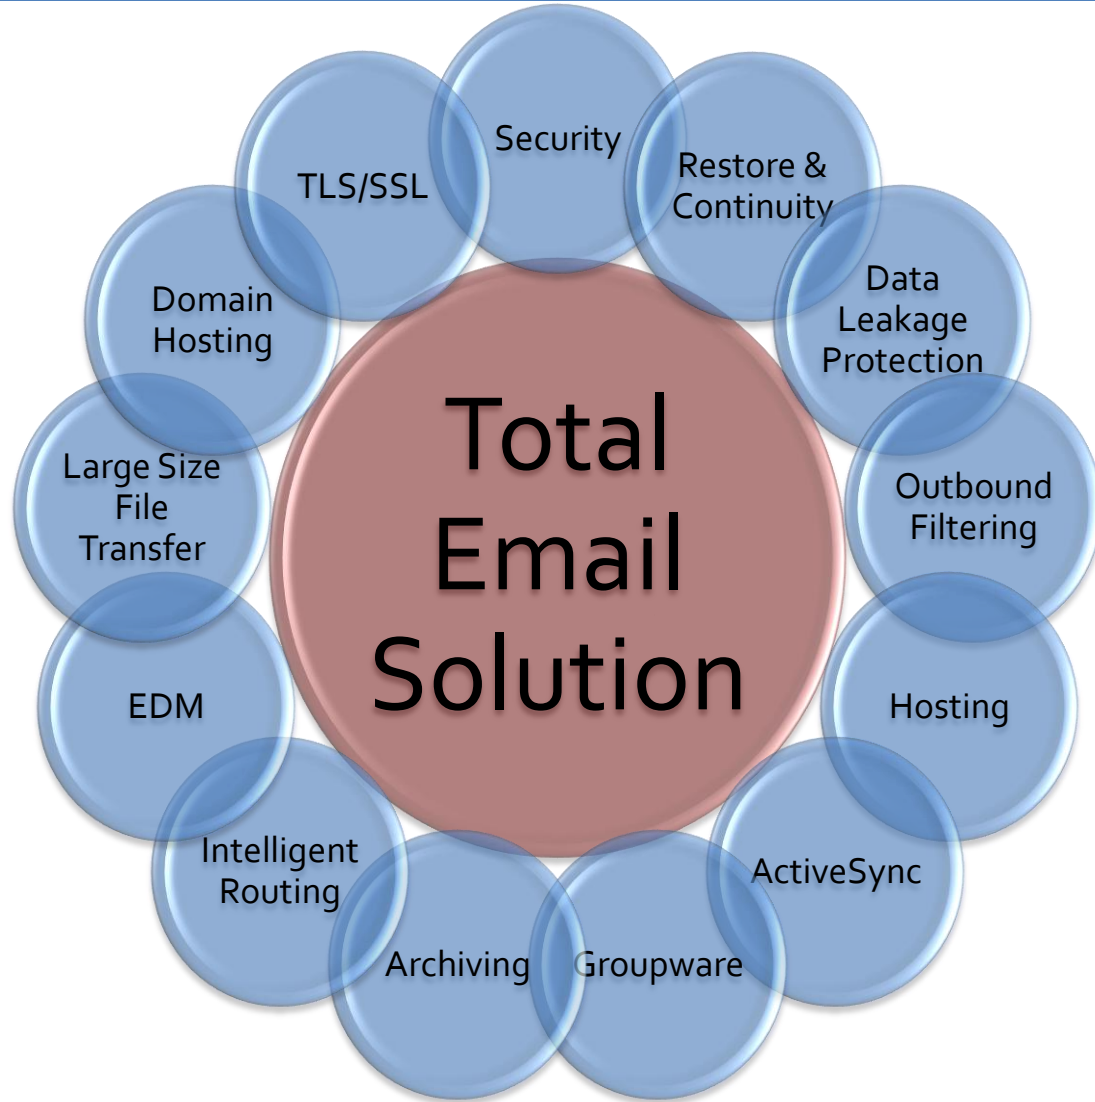 Security
Restore &
Continuity
Data
Leakage
Protection
Outbound
Filtering
Hosting
ActiveSync
Groupware
Archiving
Intelligent
Routing
EDM
Large Size
File
Transfer
Domain
Hosting
TLS/SSL
Total
Email
Solution